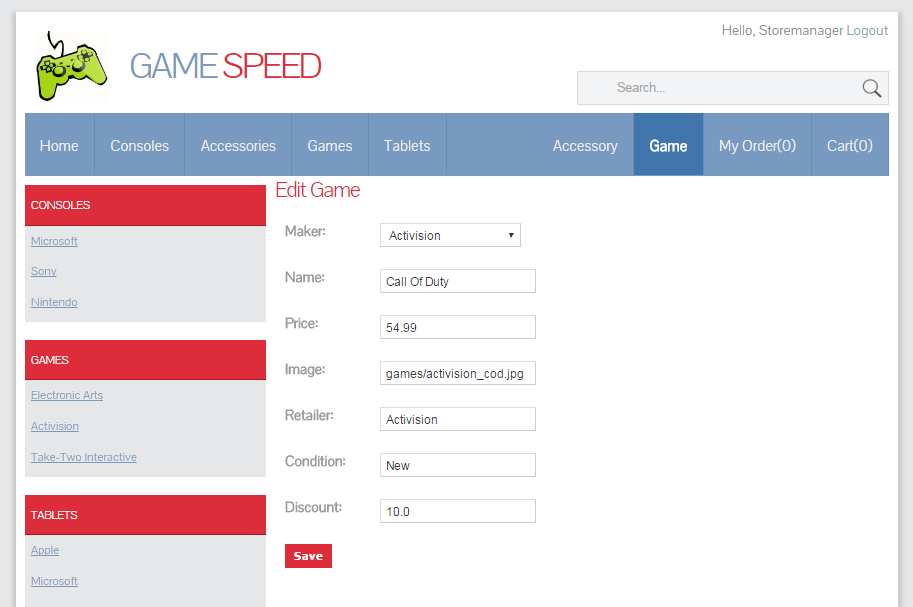 Hello, Storemanager Logout
GAME SPEED
Search...
Home Consoles Accessories Games Tablets Accessory Game My Order(0) Cart(0)
CONSOLES
Microsoft
Sony
Nintendo
GAMES
Electronic Arts
Activision
Take-Two Interactive
TABLETS
Apple
Microsoft
Edit Game
Maker: Activision
Name: Call Of Duty
Price: 54.99
Image: games/activision_cod.jpg
Retailer: Activision
Condition: New
Discount: 10.0
Save